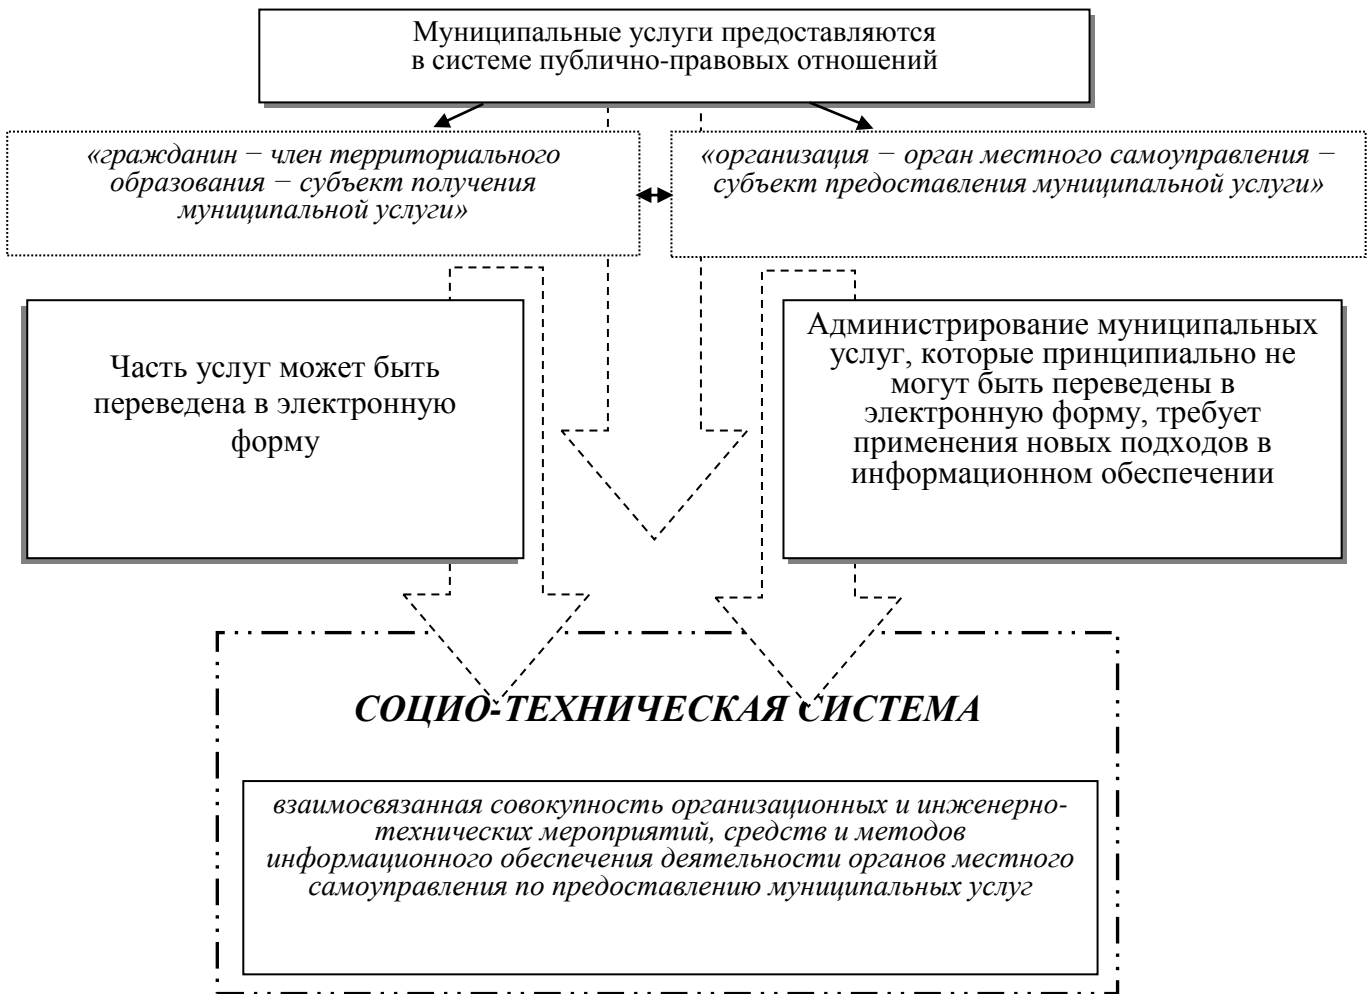 Муниципальные услуги предоставляются
в системе публично-правовых отношений
«гражданин − член территориального
образования − субъект получения
муниципальной услуги»
«организация − орган местного самоуправления −
субъект предоставления муниципальной услуги»
Часть услуг может быть
переведена в электронную
форму
Администрирование муниципальных
услуг, которые принципиально не
могут быть переведены в
электронную форму, требует
применения новых подходов в
информационном обеспечении
СОЦИО-ТЕХНИЧЕСКАЯ СИСТЕМА
взаимосвязанная совокупность организационных и инженерно-
технических мероприятий, средств и методов
информационного обеспечения деятельности органов местного
самоуправления по предоставлению муниципальных услуг